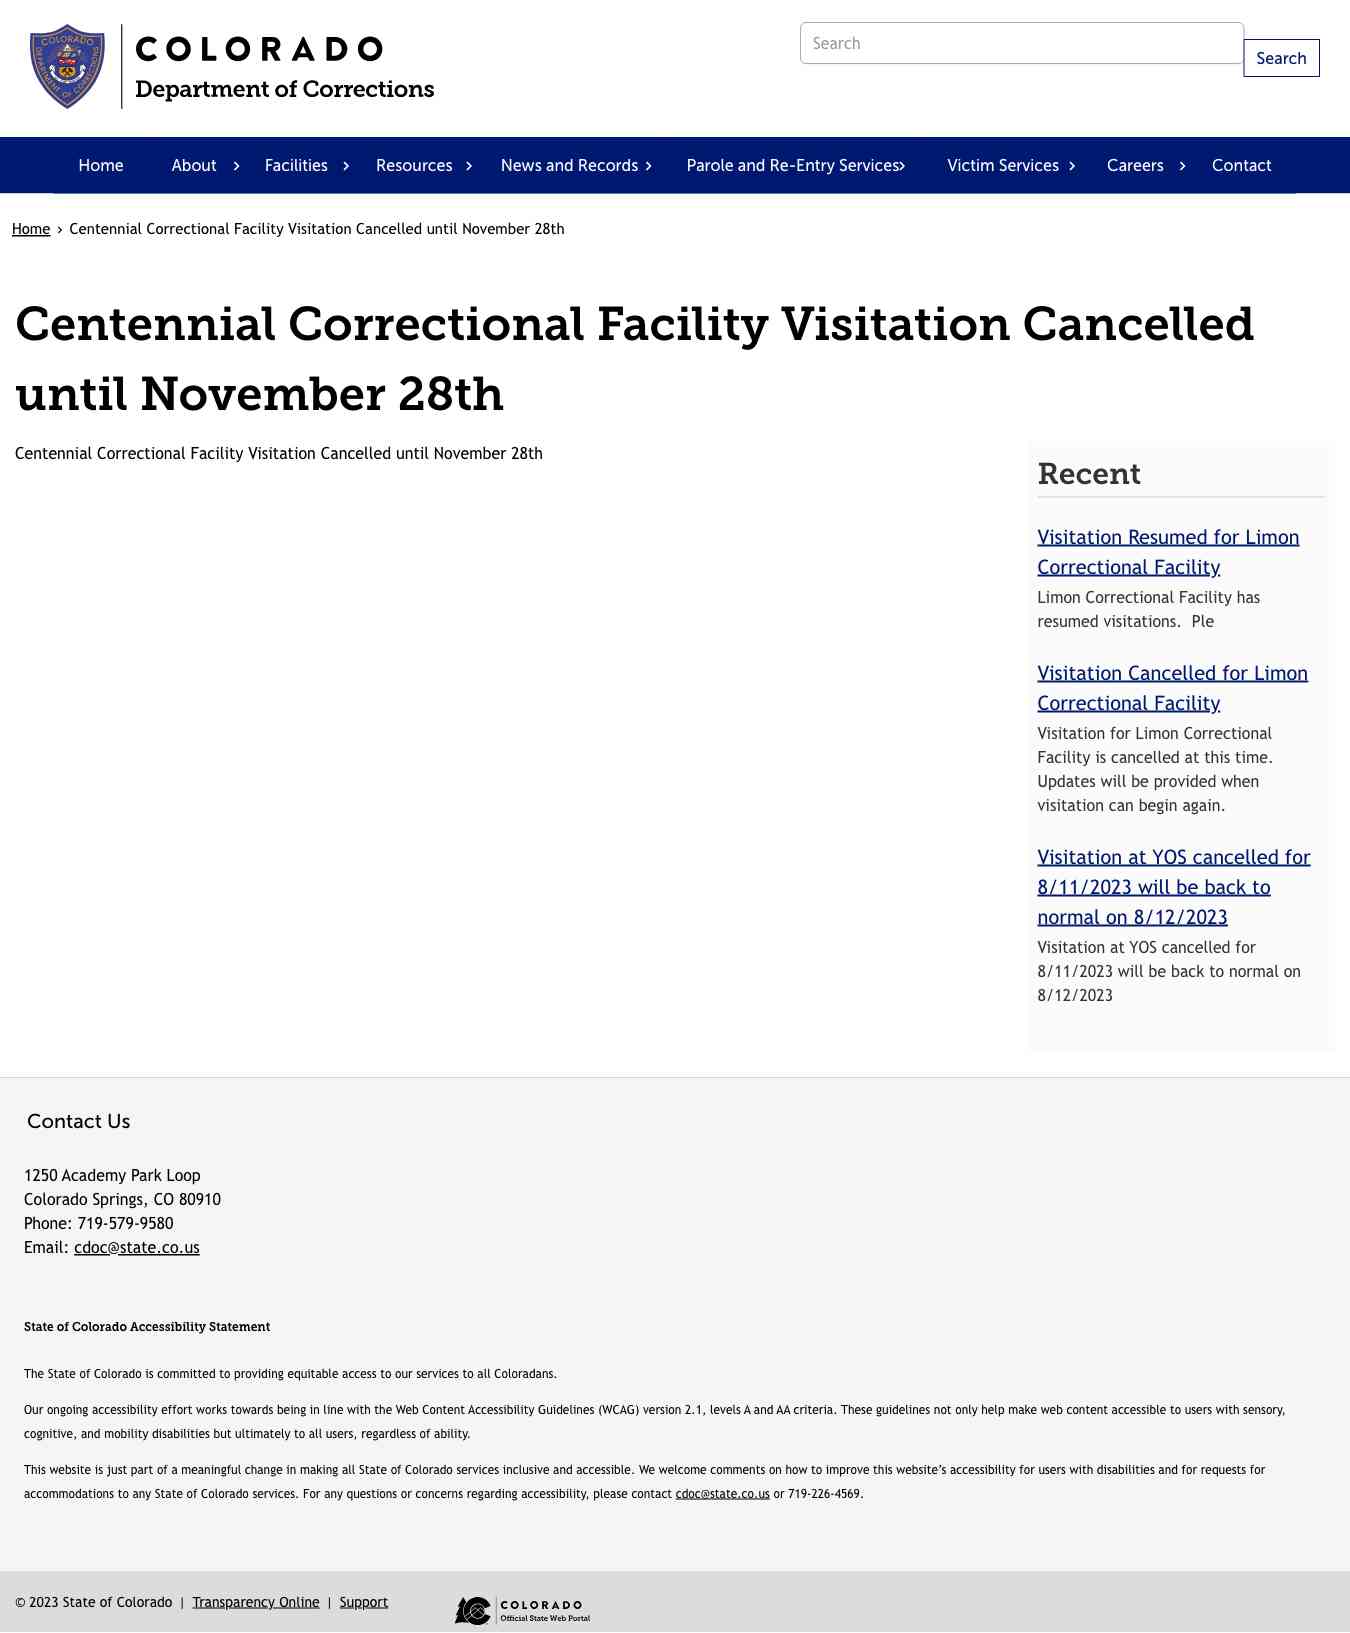 COLORADO
Department of Corrections
Search
Search
Home About Facilities Resources News and Records Parole and Re-Entry Services Victim Services Careers Contact
Home › Centennial Correctional Facility Visitation Cancelled until November 28th
Centennial Correctional Facility Visitation Cancelled
until November 28th
Centennial Correctional Facility Visitation Cancelled until November 28th
Recent
Visitation Resumed for Limon
Correctional Facility
Limon Correctional Facility has
resumed visitations.  Ple
Visitation Cancelled for Limon
Correctional Facility
Visitation for Limon Correctional
Facility is cancelled at this time.
Updates will be provided when
visitation can begin again.
Visitation at YOS cancelled for
8/11/2023 will be back to
normal on 8/12/2023
Visitation at YOS cancelled for
8/11/2023 will be back to normal on
8/12/2023
Contact Us
1250 Academy Park Loop
Colorado Springs, CO 80910
Phone: 719-579-9580
Email: cdoc@state.co.us
State of Colorado Accessibility Statement
The State of Colorado is committed to providing equitable access to our services to all Coloradans.
Our ongoing accessibility effort works towards being in line with the Web Content Accessibility Guidelines (WCAG) version 2.1, levels A and AA criteria. These guidelines not only help make web content accessible to users with sensory,
cognitive, and mobility disabilities but ultimately to all users, regardless of ability.
This website is just part of a meaningful change in making all State of Colorado services inclusive and accessible. We welcome comments on how to improve this website’s accessibility for users with disabilities and for requests for
accommodations to any State of Colorado services. For any questions or concerns regarding accessibility, please contact cdoc@state.co.us or 719-226-4569.
© 2023 State of Colorado | Transparency Online | Support
COLORADO
Official State Web Portal